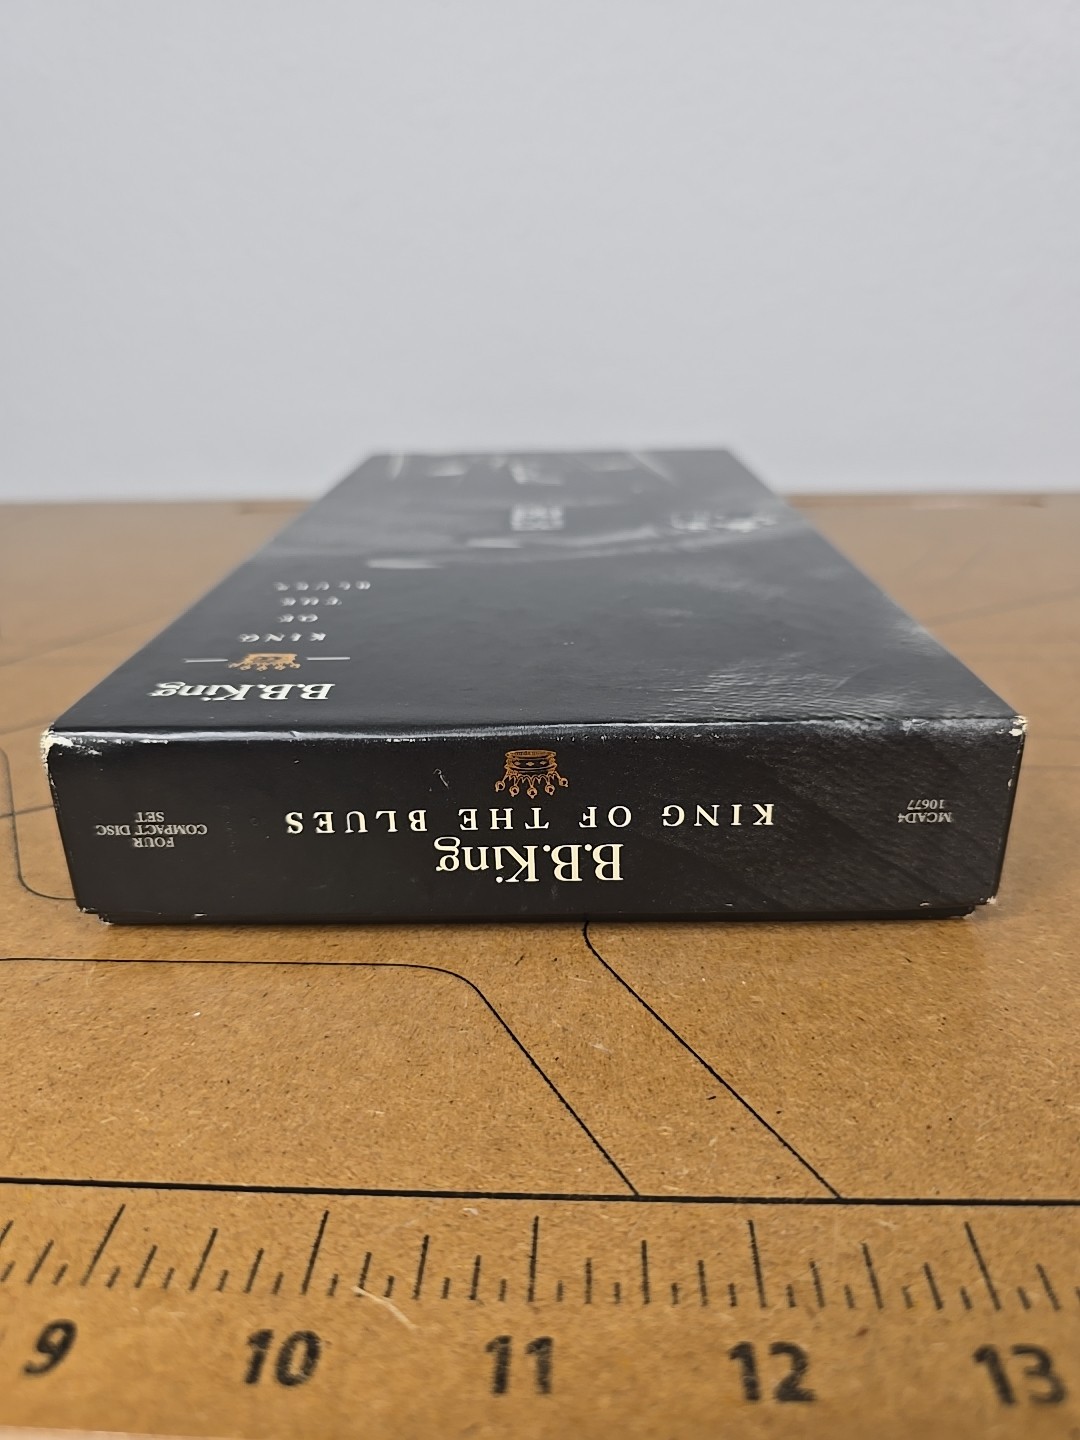 B.B.King
KING
OF
THE
BLUES
B.B.King
KING OF THE BLUES
MCAD4
10677
FOUR
COMPACT DISC
SET
9 10 11 12 13